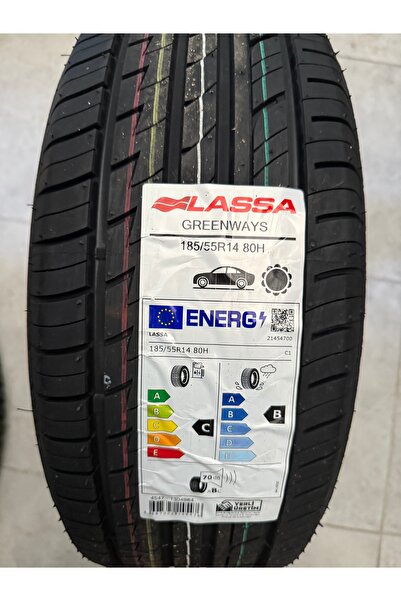 LASSA
GREENWAYS
185/55R14 80H
ENERG
LASSA 21454700
185/55R14 80H C1
A A
B B
C C C B
D D
E E
70 dB
B
YERLİ
ÜRETİM